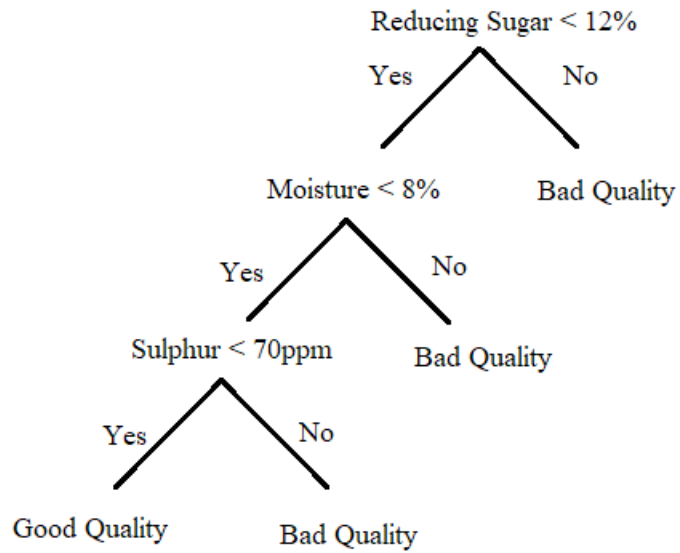 Reducing Sugar < 12%
Yes
No
Moisture < 8%
Bad Quality
Yes
No
Sulphur < 70ppm
Bad Quality
Yes
No
Good Quality
Bad Quality